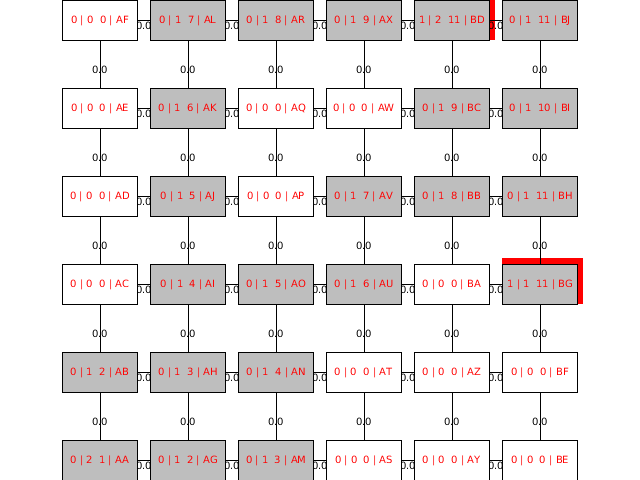 0 | 0 0 | AF 0.0 0 | 1 7 | AL 0.0 0 | 1 8 | AR 0.0 0 | 1 9 | AX 0.0 1 | 2 11 | BD 0.0 0 | 1 11 | BJ
0.0 0.0 0.0 0.0 0.0 0.0
0 | 0 0 | AE 0.0 0 | 1 6 | AK 0.0 0 | 0 0 | AQ 0.0 0 | 0 0 | AW 0.0 0 | 1 9 | BC 0.0 0 | 1 10 | BI
0.0 0.0 0.0 0.0 0.0 0.0
0 | 0 0 | AD 0.0 0 | 1 5 | AJ 0.0 0 | 0 0 | AP 0.0 0 | 1 7 | AV 0.0 0 | 1 8 | BB 0.0 0 | 1 11 | BH
0.0 0.0 0.0 0.0 0.0 0.0
0 | 0 0 | AC 0.0 0 | 1 4 | AI 0.0 0 | 1 5 | AO 0.0 0 | 1 6 | AU 0.0 0 | 0 0 | BA 0.0 1 | 1 11 | BG
0.0 0.0 0.0 0.0 0.0 0.0
0 | 1 2 | AB 0.0 0 | 1 3 | AH 0.0 0 | 1 4 | AN 0.0 0 | 0 0 | AT 0.0 0 | 0 0 | AZ 0.0 0 | 0 0 | BF
0.0 0.0 0.0 0.0 0.0 0.0
0 | 2 1 | AA 0.0 0 | 1 2 | AG 0.0 0 | 1 3 | AM 0.0 0 | 0 0 | AS 0.0 0 | 0 0 | AY 0.0 0 | 0 0 | BE